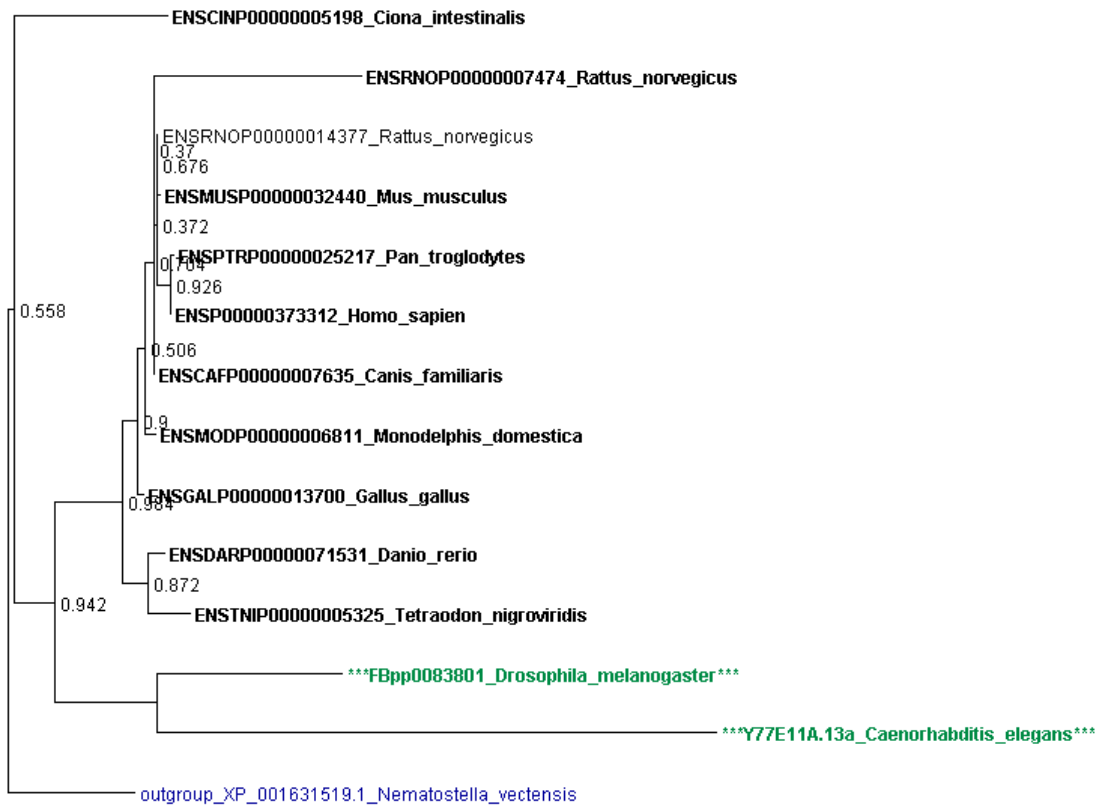 ENSCINP00000005198_Ciona_intestinalis
ENSRNOP00000007474_Rattus_norvegicus
ENSRNOP00000014377_Rattus_norvegicus
0.37
0.676
ENSMUSP00000032440_Mus_musculus
0.372
ENSPTRP00000025217_Pan_troglodytes
0.704
0.926
0.558
ENSP00000373312_Homo_sapien
0.506
ENSCAFP00000007635_Canis_familiaris
0.9
ENSMODP00000006811_Monodelphis_domestica
ENSGALP00000013700_Gallus_gallus
0.984
ENSDARP00000071531_Danio_rerio
0.872
0.942
ENSTNIP00000005325_Tetraodon_nigroviridis
***FBpp0083801_Drosophila_melanogaster***
***Y77E11A.13a_Caenorhabditis_elegans***
outgroup_XP_001631519.1_Nematostella_vectensis